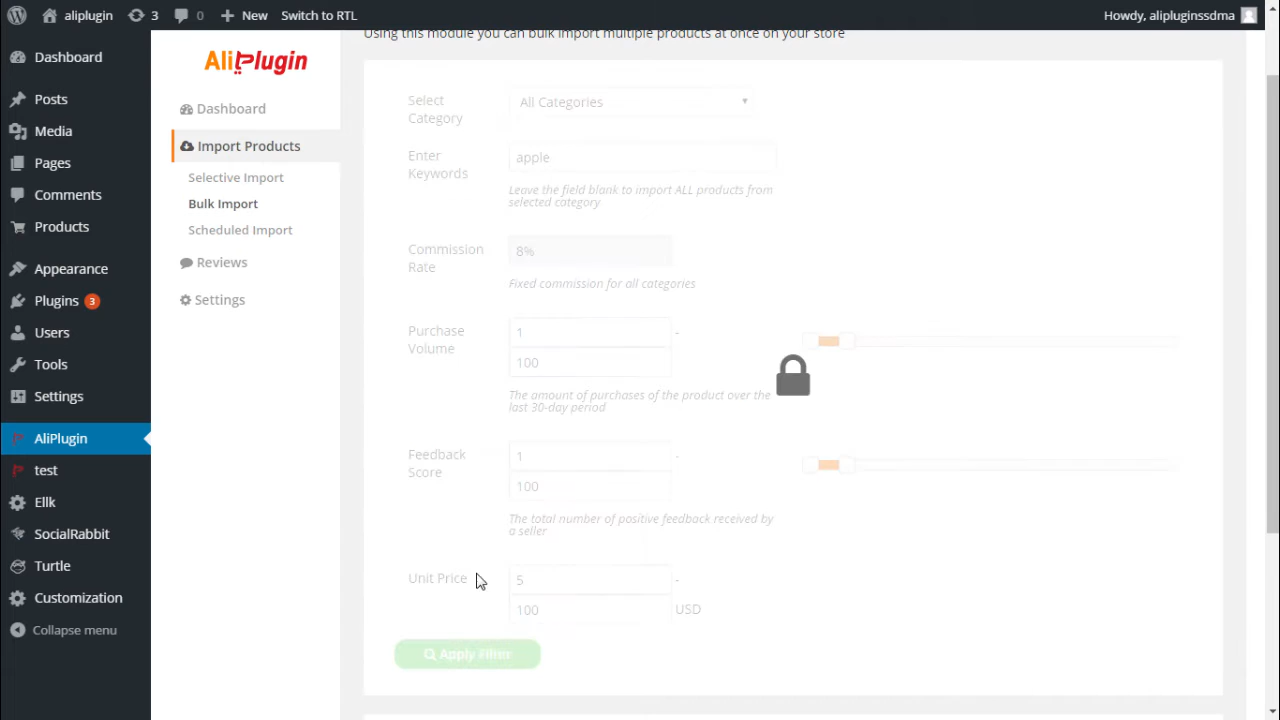 aliplugin
3
0
New
Switch to RTL
Howdy, alipluginssdma
Dashboard
Posts
Media
Pages
Comments
Products
Appearance
Plugins 3
Users
Tools
Settings
AliPlugin
test
Ellk
SocialRabbit
Turtle
Customization
Collapse menu
AliPlugin
Dashboard
Import Products
Selective Import
Bulk Import
Scheduled Import
Reviews
Settings
Using this module you can bulk import multiple products at once on your store
Select
Category
All Categories
Enter
Keywords
apple
Leave the field blank to import ALL products from
selected category
Commission
Rate
8%
Fixed commission for all categories
Purchase
Volume
1 -
100
The amount of purchases of the product over the
last 30-day period
Feedback
Score
1 -
100
The total number of positive feedback received by
a seller
Unit Price
5 -
100 USD
Apply Filter